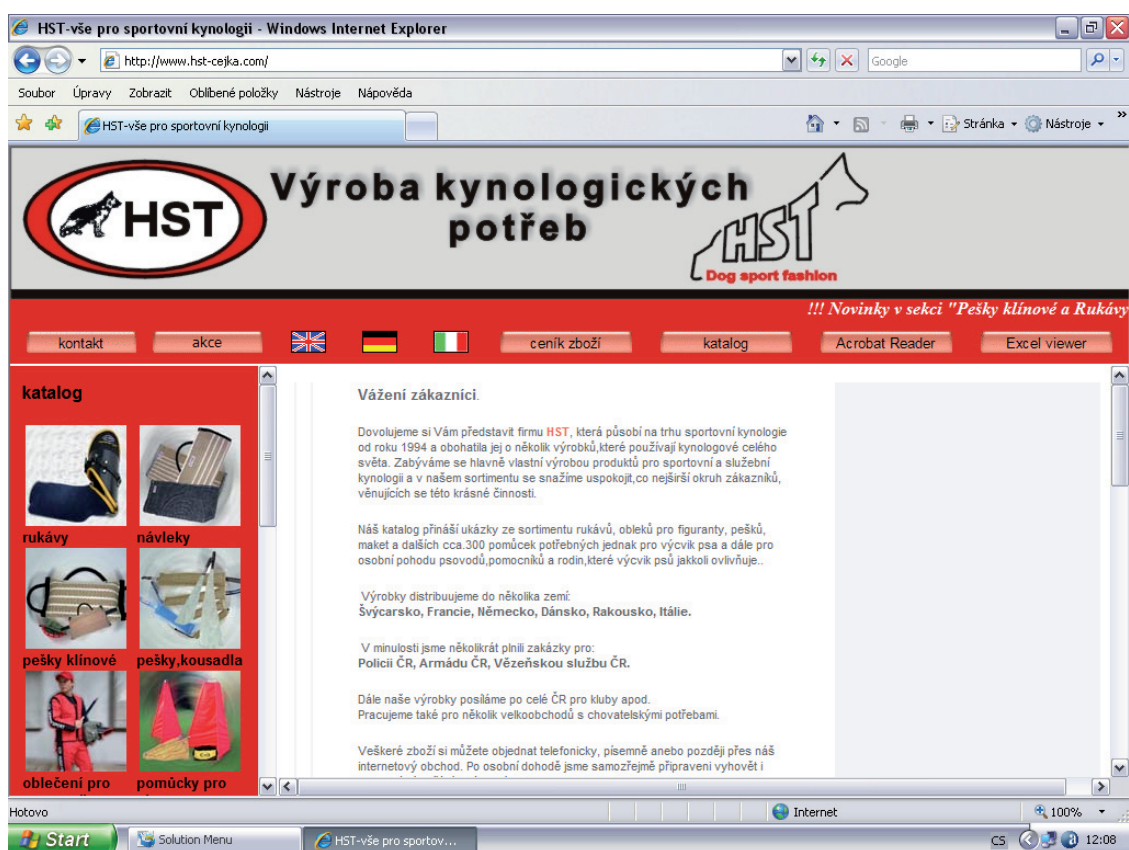 HST-vše pro sportovní kynologii - Windows Internet Explorer
http://www.hst-cejka.com/
Google
Soubor Úpravy Zobrazit Oblíbené položky Nástroje Nápověda
HST-vše pro sportovní kynologii
Stránka Nástroje »
HST
Výroba kynologických
potřeb
HST
Dog sport fashion
!!! Novinky v sekci "Pešky klínové a Rukávy
kontakt akce ceník zboží katalog Acrobat Reader Excel viewer
katalog
rukávy návleky
pešky klínové pešky,kousadla
oblečení pro pomůcky pro
Vážení zákazníci.
Dovolujeme si Vám představit firmu HST, která působí na trhu sportovní kynologie
od roku 1994 a obohatila jej o několik výrobků,které používají kynologové celého
světa. Zabýváme se hlavně vlastní výrobou produktů pro sportovní a služební
kynologii a v našem sortimentu se snažíme uspokojit,co nejširší okruh zákazníků,
věnujících se této krásné činnosti.
Náš katalog přináší ukázky ze sortimentu rukávů, obleků pro figuranty, pešků,
maket a dalších cca.300 pomůcek potřebných jednak pro výcvik psa a dále pro
osobní pohodu psovodů,pomocníků a rodin,které výcvik psů jakkoli ovlivňuje..
Výrobky distribuujeme do několika zemí:
Švýcarsko, Francie, Německo, Dánsko, Rakousko, Itálie.
V minulosti jsme několikrát plnili zakázky pro:
Policii ČR, Armádu ČR, Vězeňskou službu ČR.
Dále naše výrobky posíláme po celé ČR pro kluby apod.
Pracujeme také pro několik velkoobchodů s chovatelskými potřebami.
Veškeré zboží si můžete objednat telefonicky, písemně anebo později přes náš
internetový obchod. Po osobní dohodě jsme samozřejmě připraveni vyhovět i
Hotovo Internet 100%
Start Solution Menu HST-vše pro sportov... CS 12:08